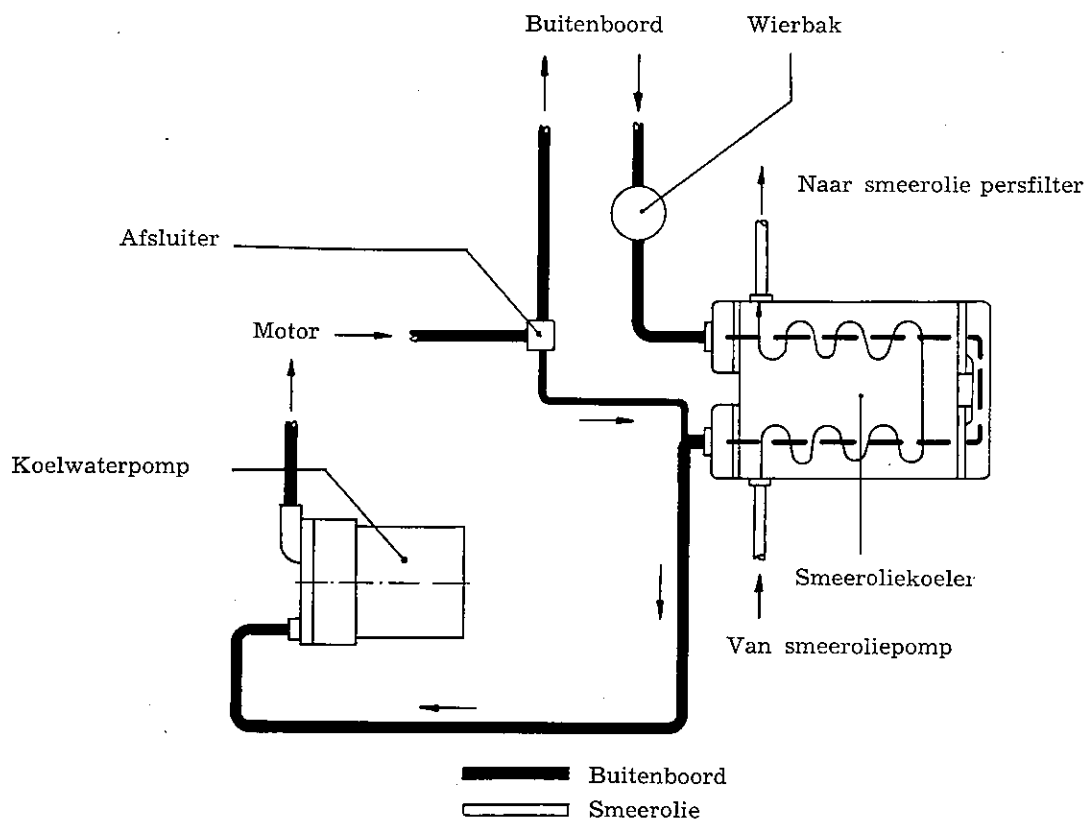 Buitenboord
Wierbak
Naar smeerolie persfilter
Afsluiter
Motor
Koelwaterpomp
Smeeroliekoeler
Van smeeroliepomp
Buitenboord
Smeerolie